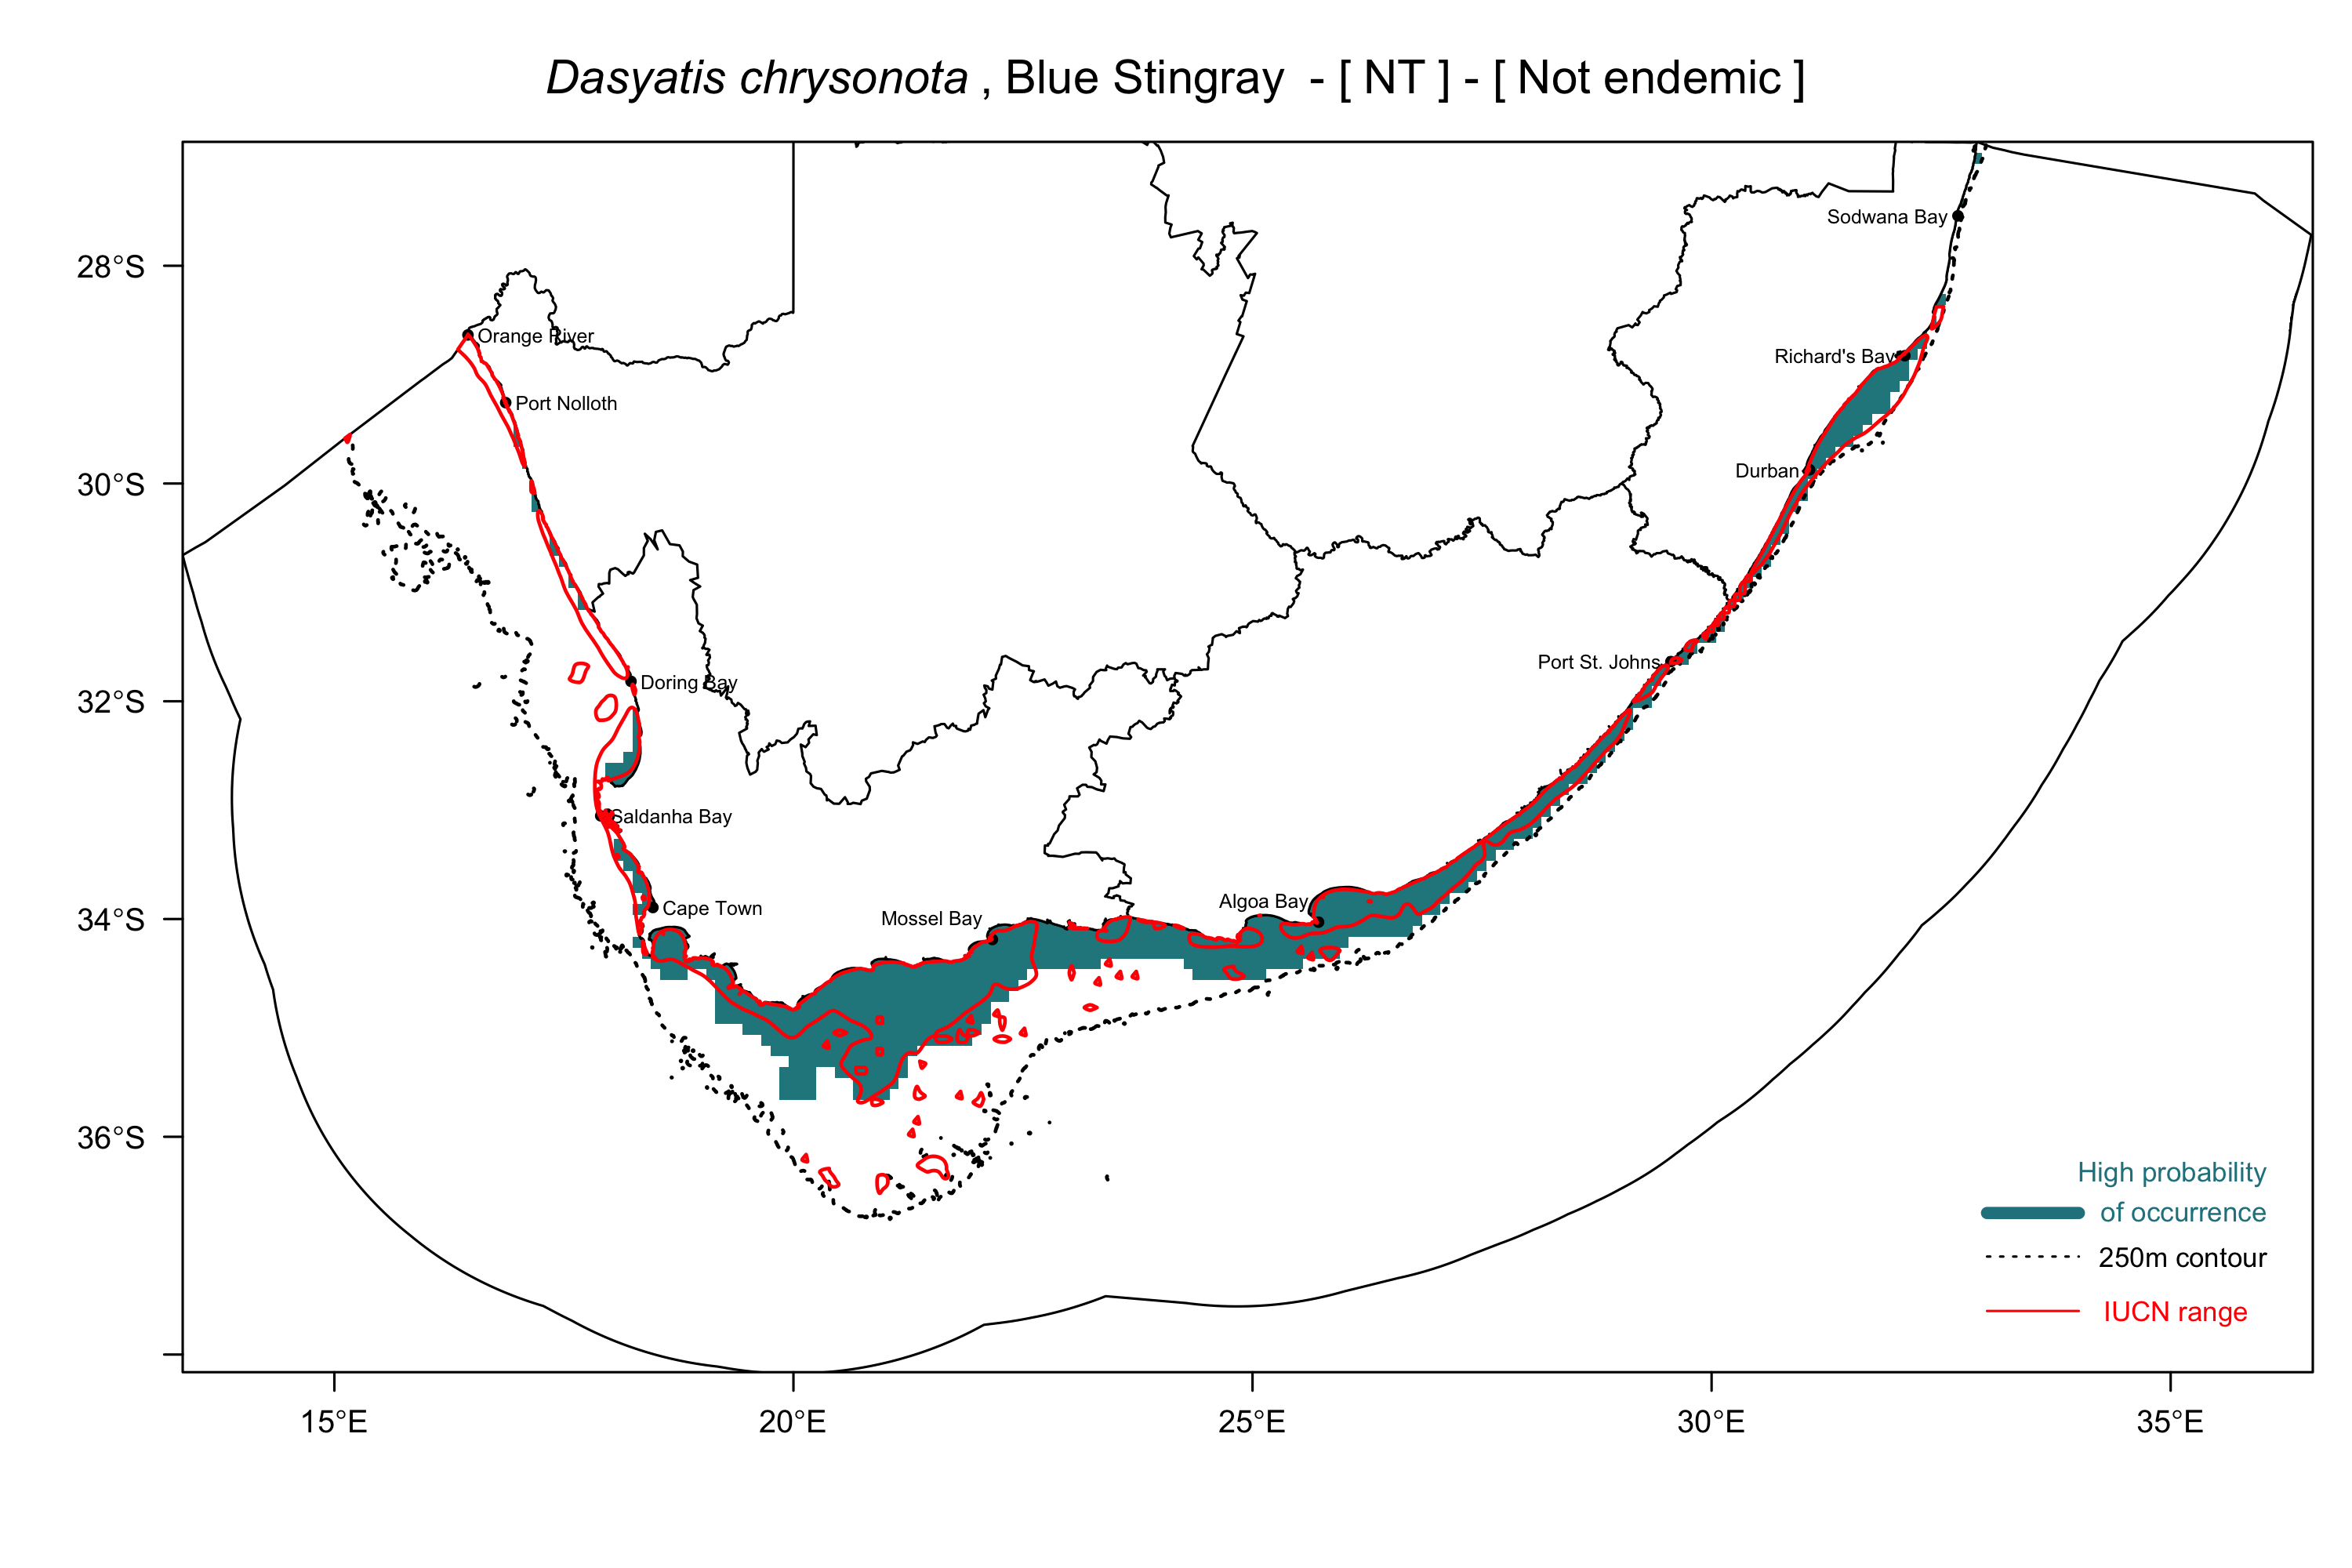 Dasyatis chrysonota , Blue Stingray - [ NT ] - [ Not endemic ]
Sodwana Bay
28°S
Orange River
Richard's Bay
Port Nolloth
Durban
30°S
Port St. Johns
Doring Bay
32°S
Saldanha Bay
Algoa Bay
Cape Town
Mossel Bay
34°S
36°S
High probability
of occurrence
250m contour
IUCN range
15°E 20°E 25°E 30°E 35°E